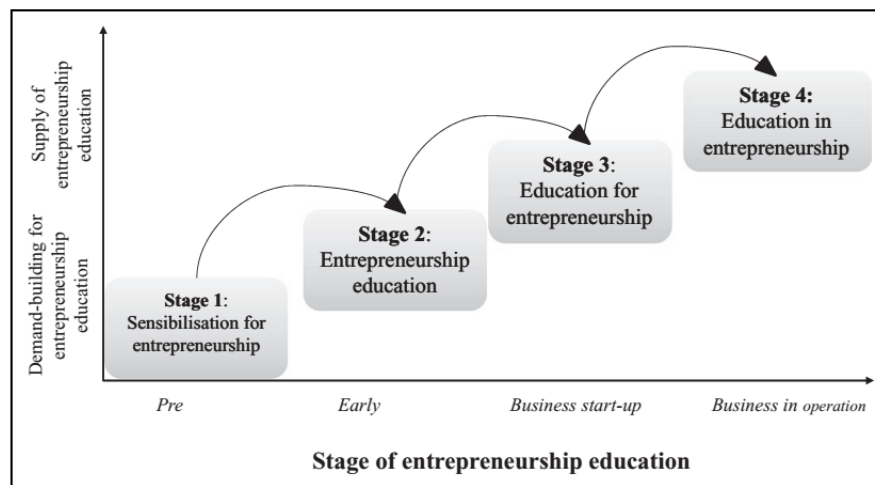 Supply of
entrepreneurship
education
Demand-building for
entrepreneurship
education
Stage 1:
Sensibilisation for
entrepreneurship
Stage 2:
Entrepreneurship
education
Stage 3:
Education for
entrepreneurship
Stage 4:
Education in
entrepreneurship
Pre
Early
Business start-up
Business in operation
Stage of entrepreneurship education